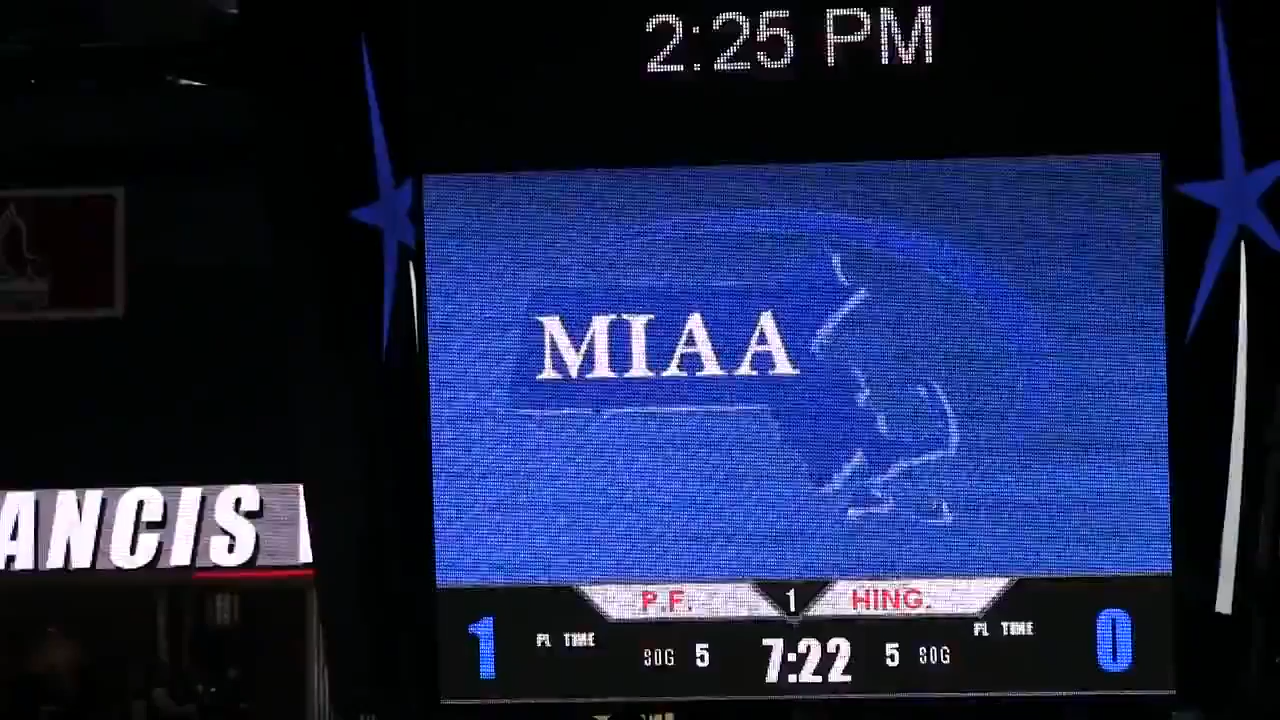 2:25 PM
MIAA
ANCIS
P.F. 1 HING.
1 PL TIME SOG 5 7:22 5 SOG PL TIME 0